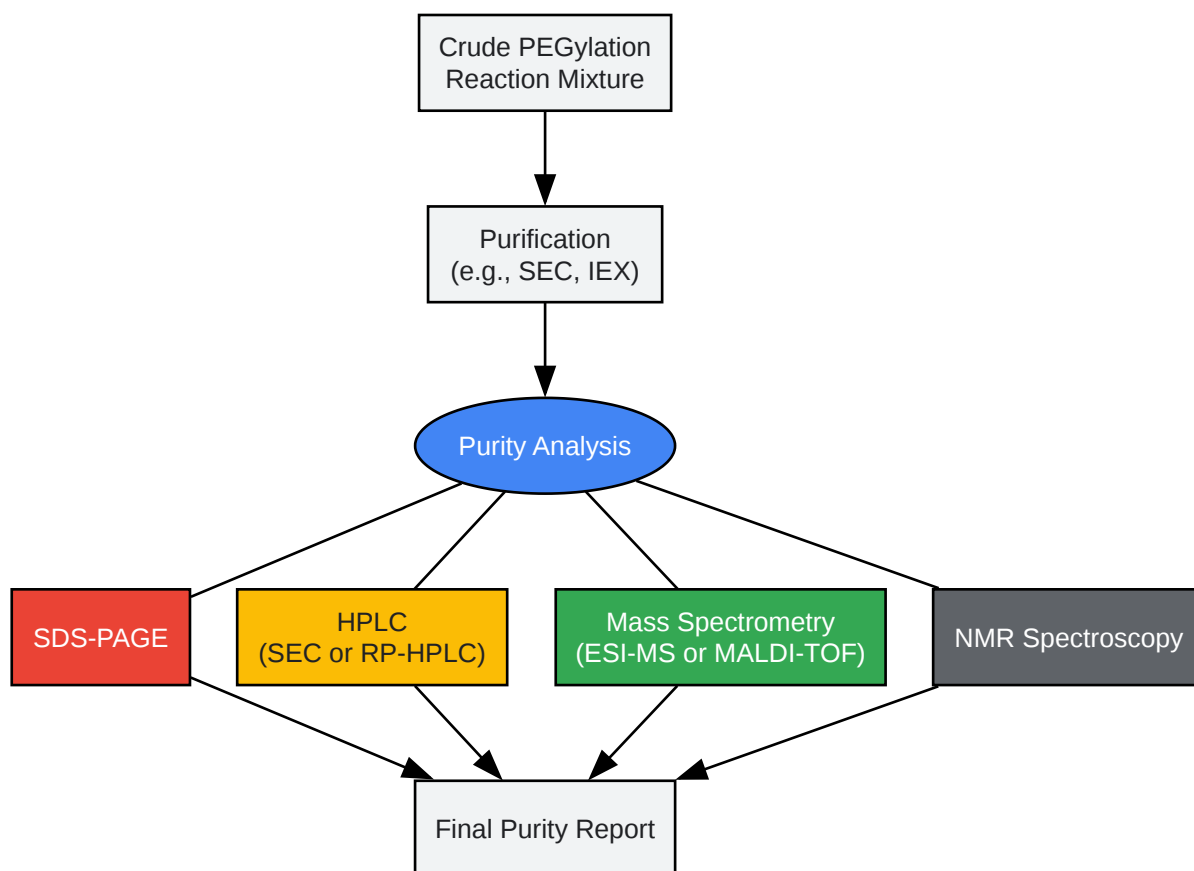 Crude PEGylation
Reaction Mixture
Purification
(e.g., SEC, IEX)
Purity Analysis
SDS-PAGE
HPLC
(SEC or RP-HPLC)
Mass Spectrometry
(ESI-MS or MALDI-TOF)
NMR Spectroscopy
Final Purity Report